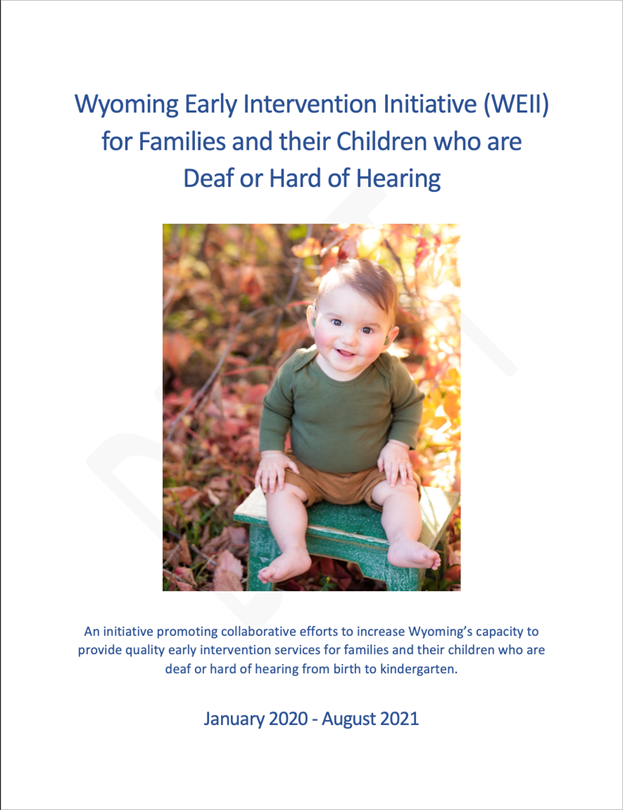 Wyoming Early Intervention Initiative (WEII)
for Families and their Children who are
Deaf or Hard of Hearing
An initiative promoting collaborative efforts to increase Wyoming’s capacity to
provide quality early intervention services for families and their children who are
deaf or hard of hearing from birth to kindergarten.
January 2020 - August 2021